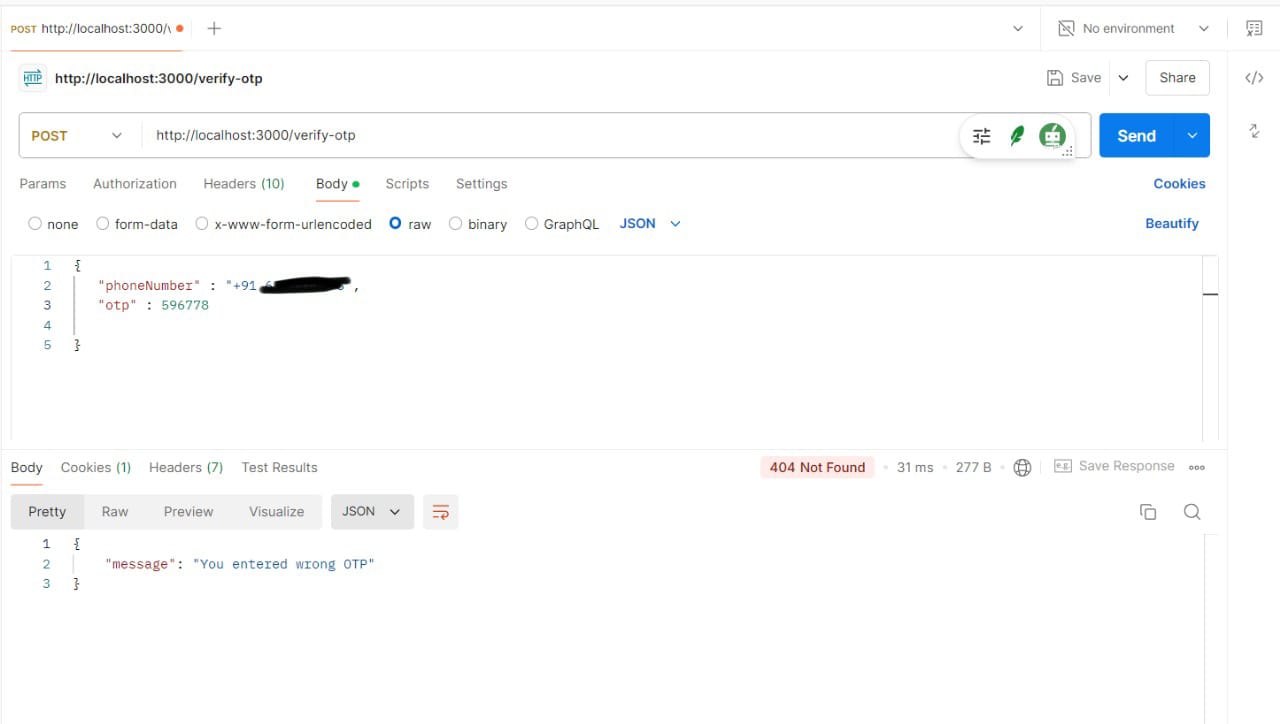 POST http://localhost:3000/v
No environment
HTTP http://localhost:3000/verify-otp
Save Share
POST http://localhost:3000/verify-otp
Send
Params Authorization Headers (10) Body Scripts Settings Cookies
none form-data x-www-form-urlencoded raw binary GraphQL JSON Beautify
1 {
2 "phoneNumber" : "+91 ,
3 "otp" : 596778
4
5 }
Body Cookies (1) Headers (7) Test Results 404 Not Found 31 ms 277 B e.g. Save Response
Pretty Raw Preview Visualize JSON
1 {
2 "message": "You entered wrong OTP"
3 }